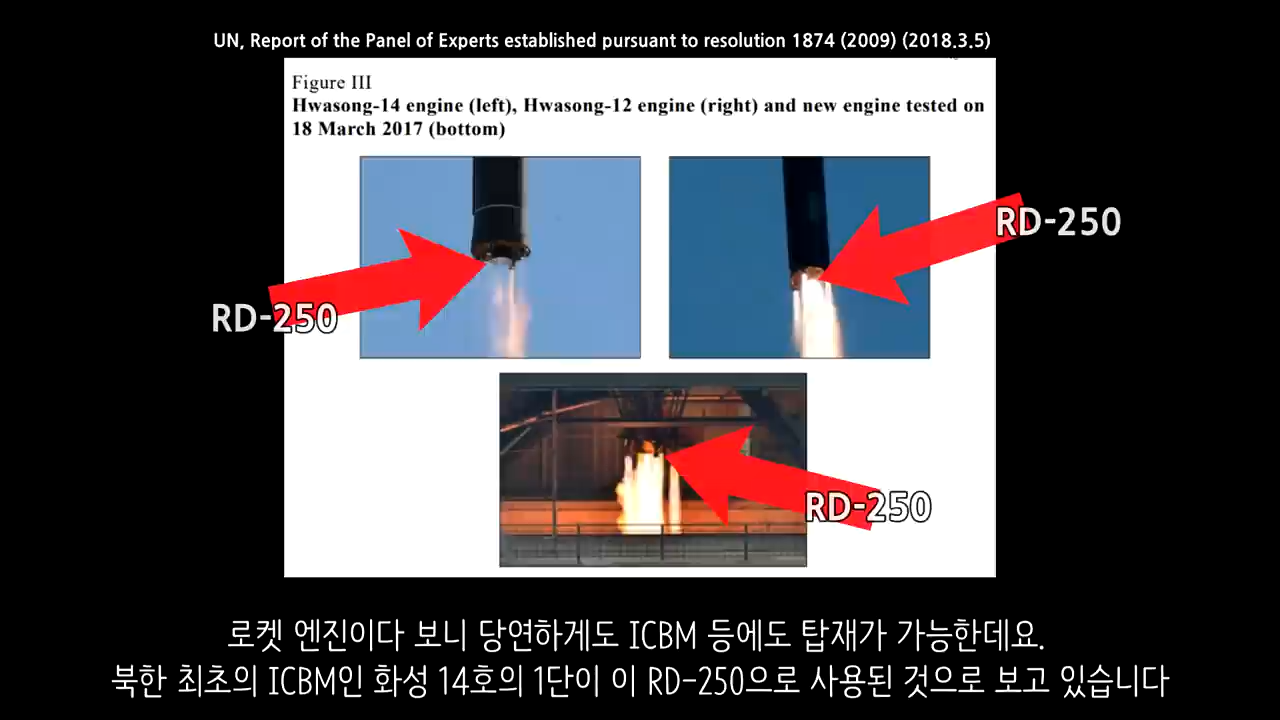 UN, Report of the Panel of Experts established pursuant to resolution 1874 (2009) (2018.3.5)
Figure III
Hwasong-14 engine (left), Hwasong-12 engine (right) and new engine tested on
18 March 2017 (bottom)
RD-250
RD-250
RD-250
로켓 엔진이다 보니 당연하게도 ICBM 등에도 탑재가 가능한데요.
북한 최초의 ICBM인 화성 14호의 1단이 이 RD-250으로 사용된 것으로 보고 있습니다